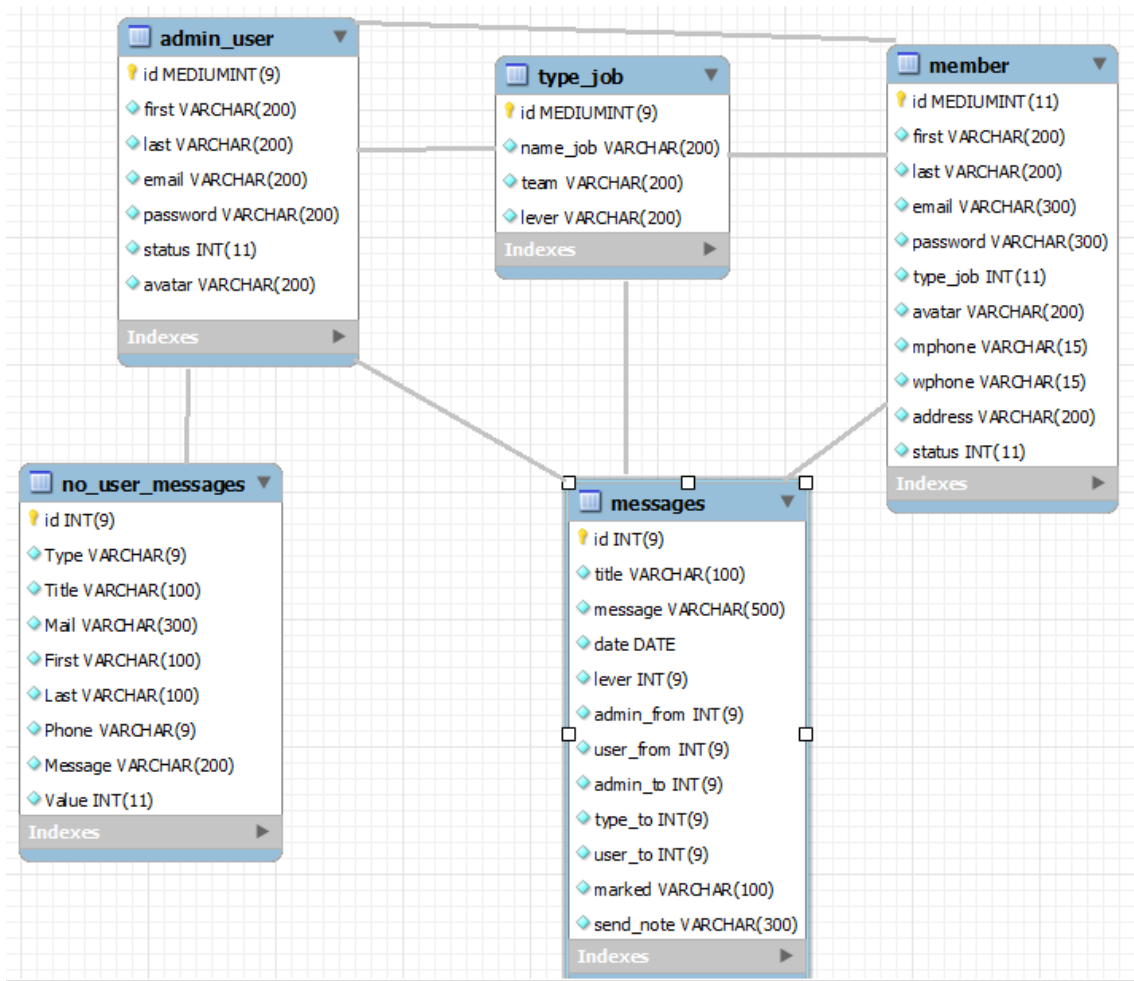 admin_user
id MEDIUMINT(9)
first VARCHAR(200)
last VARCHAR(200)
email VARCHAR(200)
password VARCHAR(200)
status INT(11)
avatar VARCHAR(200)
Indexes
type_job
id MEDIUMINT(9)
name_job VARCHAR(200)
team VARCHAR(200)
lever VARCHAR(200)
Indexes
member
id MEDIUMINT(11)
first VARCHAR(200)
last VARCHAR(200)
email VARCHAR(300)
password VARCHAR(300)
type_job INT(11)
avatar VARCHAR(200)
mphone VARCHAR(15)
wphone VARCHAR(15)
address VARCHAR(200)
status INT(11)
Indexes
no_user_messages
id INT(9)
Type VARCHAR(9)
Title VARCHAR(100)
Mail VARCHAR(300)
First VARCHAR(100)
Last VARCHAR(100)
Phone VARCHAR(9)
Message VARCHAR(200)
Value INT(11)
Indexes
messages
id INT(9)
title VARCHAR(100)
message VARCHAR(500)
date DATE
lever INT(9)
admin_from INT(9)
user_from INT(9)
admin_to INT(9)
type_to INT(9)
user_to INT(9)
marked VARCHAR(100)
send_note VARCHAR(300)
Indexes